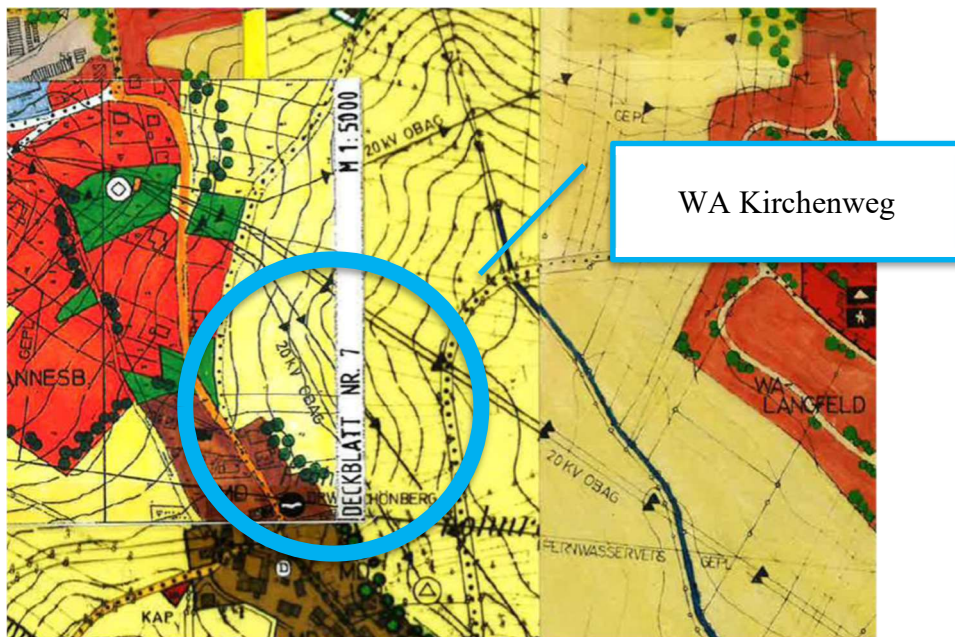 M 1:5000
20 KV OBAG
GEPL
WA Kirchenweg
GEPL
ANNESB.
20 KV OBAG
DECKBLATT NR. 7
WA-
LANGFELD
20 KV OBAG
MD
FERNWASSERVERS
GEPL
D
MD
KAP.